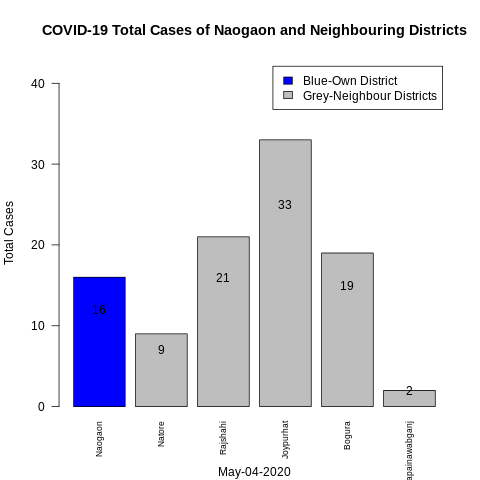 COVID-19 Total Cases of Naogaon and Neighbouring Districts
Blue-Own District
Grey-Neighbour Districts
Total Cases
40
30
20
10
0
16
9
21
33
19
2
Naogaon
Natore
Rajshahi
Joypurhat
Bogura
apainawabganj
May-04-2020